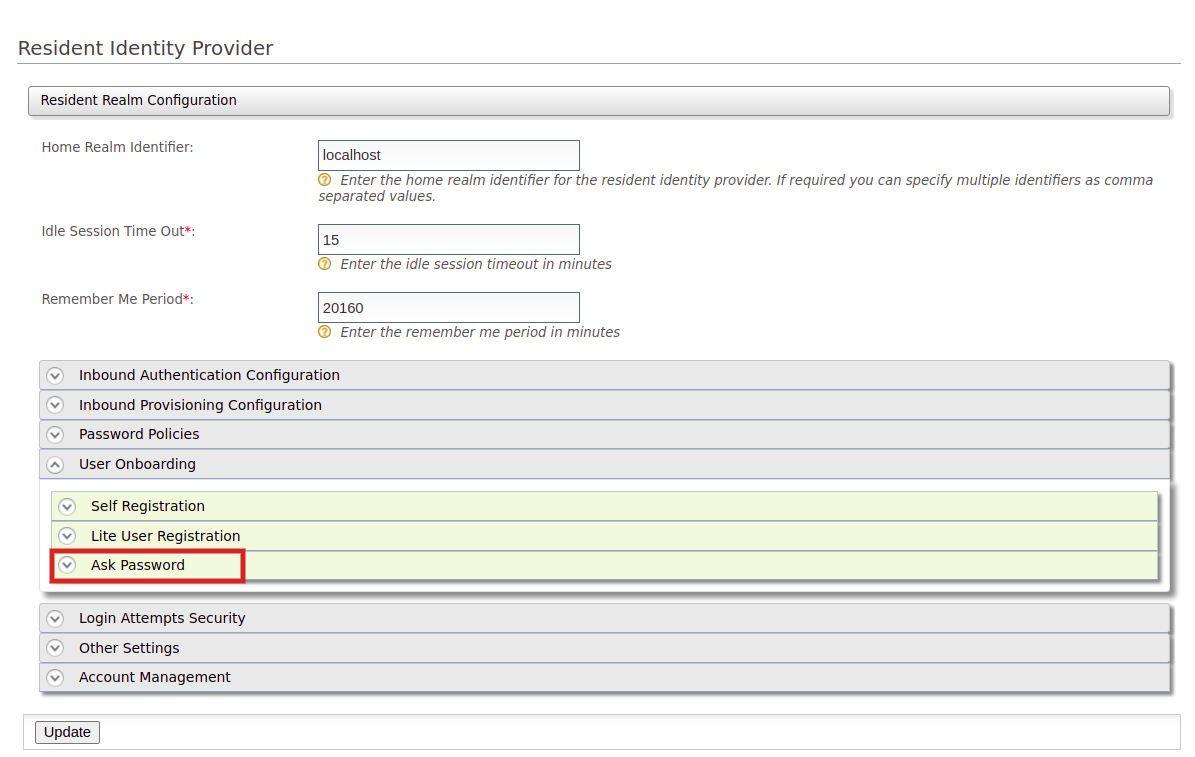 Resident Identity Provider
Resident Realm Configuration
Home Realm Identifier:
localhost
Enter the home realm identifier for the resident identity provider. If required you can specify multiple identifiers as comma
separated values.
Idle Session Time Out*:
15
Enter the idle session timeout in minutes
Remember Me Period*:
20160
Enter the remember me period in minutes
Inbound Authentication Configuration
Inbound Provisioning Configuration
Password Policies
User Onboarding
Self Registration
Lite User Registration
Ask Password
Login Attempts Security
Other Settings
Account Management
Update